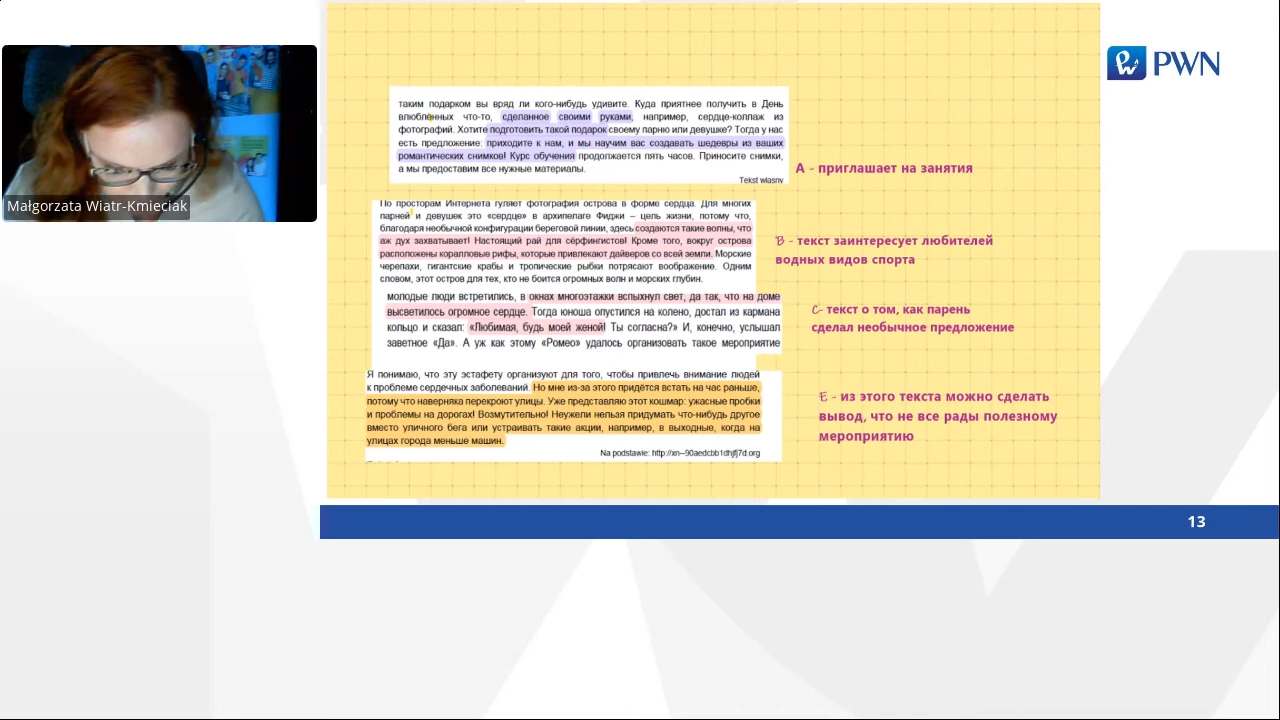 Małgorzata Wiatr-Kmieciak
PWN
таким подарком вы вряд ли кого-нибудь удивите. Куда приятнее получить в День
влюблённых что-то, сделанное своими руками, например, сердце-коллаж из
фотографий. Хотите подготовить такой подарок своему парню или девушке? Тогда у нас
есть предложение: приходите к нам, и мы научим вас создавать шедевры из ваших
романтических снимков! Курс обучения продолжается пять часов. Приносите снимки,
а мы предоставим все нужные материалы.
Tekst własny
А - приглашает на занятия
По просторам Интернета гуляет фотография острова в форме сердца. Для многих
парней и девушек это «сердце» в архипелаге Фиджи – цель жизни, потому что,
благодаря необычной конфигурации береговой линии, здесь создаются такие волны, что
аж дух захватывает! Настоящий рай для сёрфингистов! Кроме того, вокруг острова
расположены коралловые рифы, которые привлекают дайверов со всей земли. Морские
черепахи, гигантские крабы и тропические рыбки потрясают воображение. Одним
словом, этот остров для тех, кто не боится огромных волн и морских глубин.
B - текст заинтересует любителей
водных видов спорта
молодые люди встретились, в окнах многоэтажки вспыхнул свет, да так, что на доме
высветилось огромное сердце. Тогда юноша опустился на колено, достал из кармана
кольцо и сказал: «Любимая, будь моей женой! Ты согласна?» И, конечно, услышал
заветное «Да». А уж как этому «Ромео» удалось организовать такое мероприятие
C- текст о том, как парень
сделал необычное предложение
Я понимаю, что эту эстафету организуют для того, чтобы привлечь внимание людей
к проблеме сердечных заболеваний. Но мне из-за этого придётся встать на час раньше,
потому что наверняка перекроют улицы. Уже представляю этот кошмар: ужасные пробки
и проблемы на дорогах! Возмутительно! Неужели нельзя придумать что-нибудь другое
вместо уличного бега или устраивать такие акции, например, в выходные, когда на
улицах города меньше машин.
Na podstawie: http://xn--90aedcbb1dhjfj7d.org
E - из этого текста можно сделать
вывод, что не все рады полезному
мероприятию
13